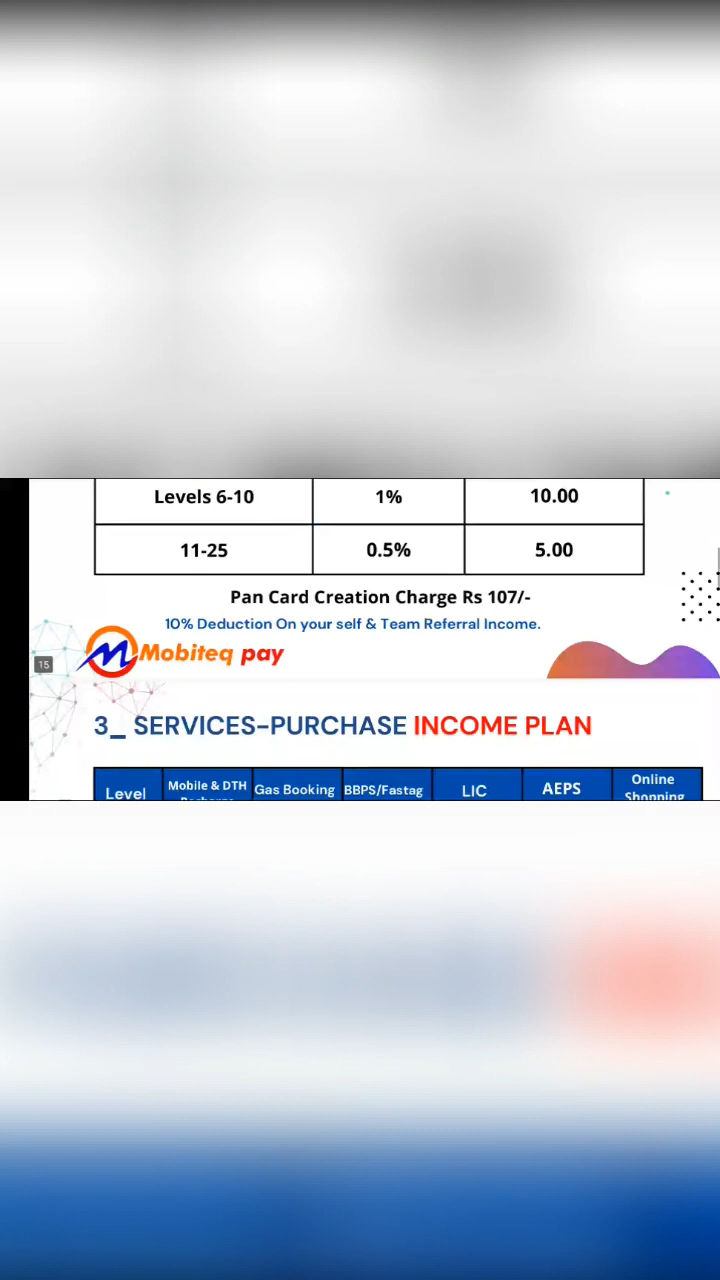 Levels 6-10 1% 10.00
11-25 0.5% 5.00
Pan Card Creation Charge Rs 107/-
10% Deduction On your self & Team Referral Income.
15
Mobiteq pay
3_ SERVICES-PURCHASE INCOME PLAN
Level Mobile & DTH Recharge Gas Booking BBPS/Fastag LIC AEPS Online Shopping